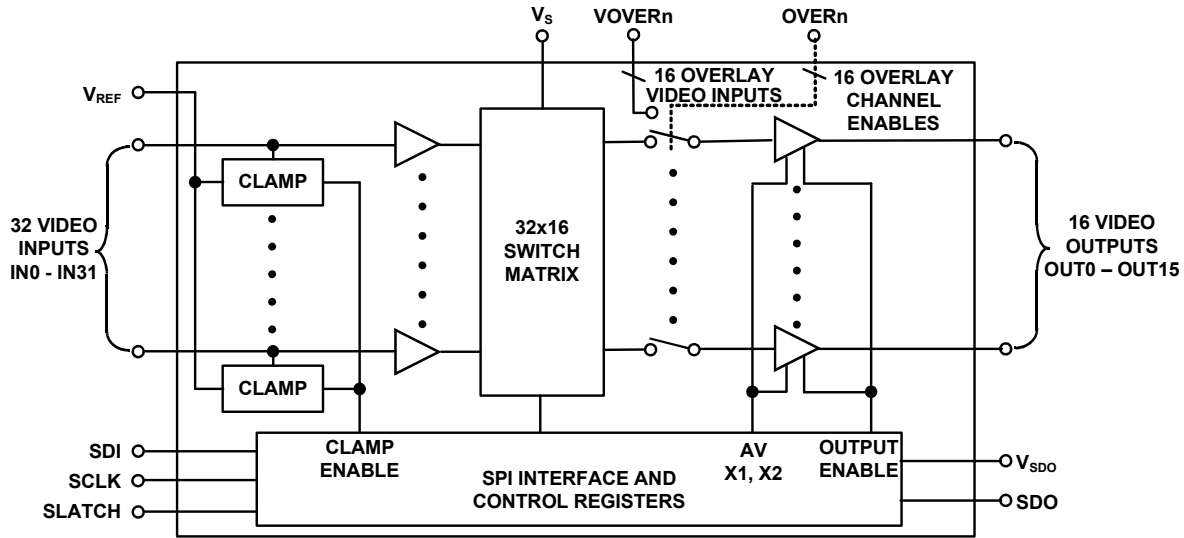 VS
VOVERn
OVERn
16 OVERLAY
VIDEO INPUTS
16 OVERLAY
CHANNEL
ENABLES
VREF
CLAMP
32 VIDEO
INPUTS
IN0 - IN31
32x16
SWITCH
MATRIX
16 VIDEO
OUTPUTS
OUT0 – OUT15
CLAMP
SDI
SCLK
SLATCH
CLAMP
ENABLE
SPI INTERFACE AND
CONTROL REGISTERS
AV
X1, X2
OUTPUT
ENABLE
VSDO
SDO